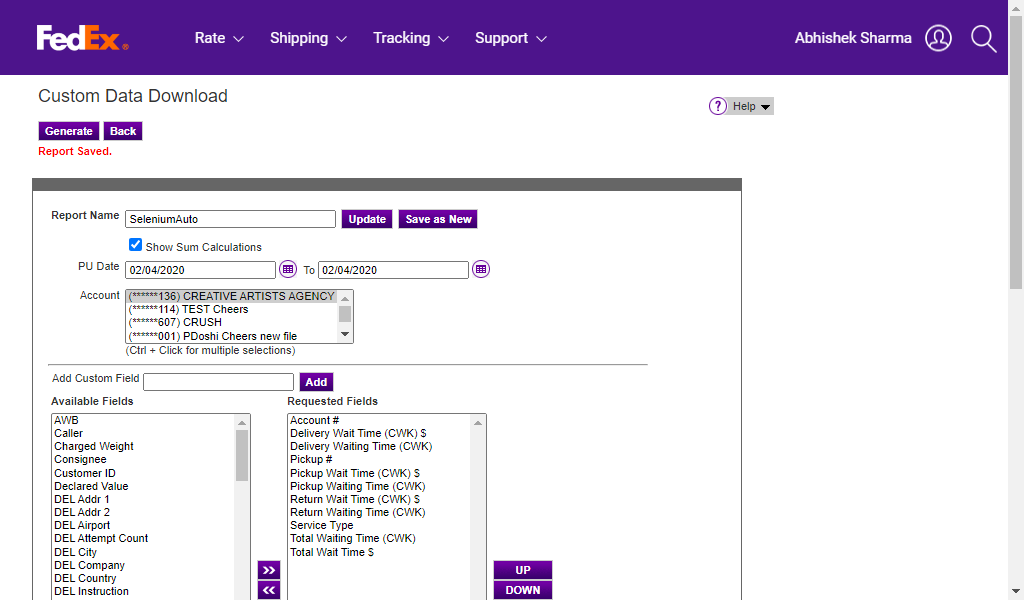 FedEx®
Rate Shipping Tracking Support Abhishek Sharma
Custom Data Download
? Help
Generate Back
Report Saved.
Report Name SeleniumAuto Update Save as New
Show Sum Calculations
PU Date 02/04/2020 To 02/04/2020
Account (******136) CREATIVE ARTISTS AGENCY
(******114) TEST Cheers
(******607) CRUSH
(******001) PDoshi Cheers new file
(Ctrl + Click for multiple selections)
Add Custom Field Add
Available Fields
AWB
Caller
Charged Weight
Consignee
Customer ID
Declared Value
DEL Addr 1
DEL Addr 2
DEL Airport
DEL Attempt Count
DEL City
DEL Company
DEL Country
DEL Instruction
>>
<<
Requested Fields
Account #
Delivery Wait Time (CWK) $
Delivery Waiting Time (CWK)
Pickup #
Pickup Wait Time (CWK) $
Pickup Waiting Time (CWK)
Return Wait Time (CWK) $
Return Waiting Time (CWK)
Service Type
Total Waiting Time (CWK)
Total Wait Time $
UP
DOWN